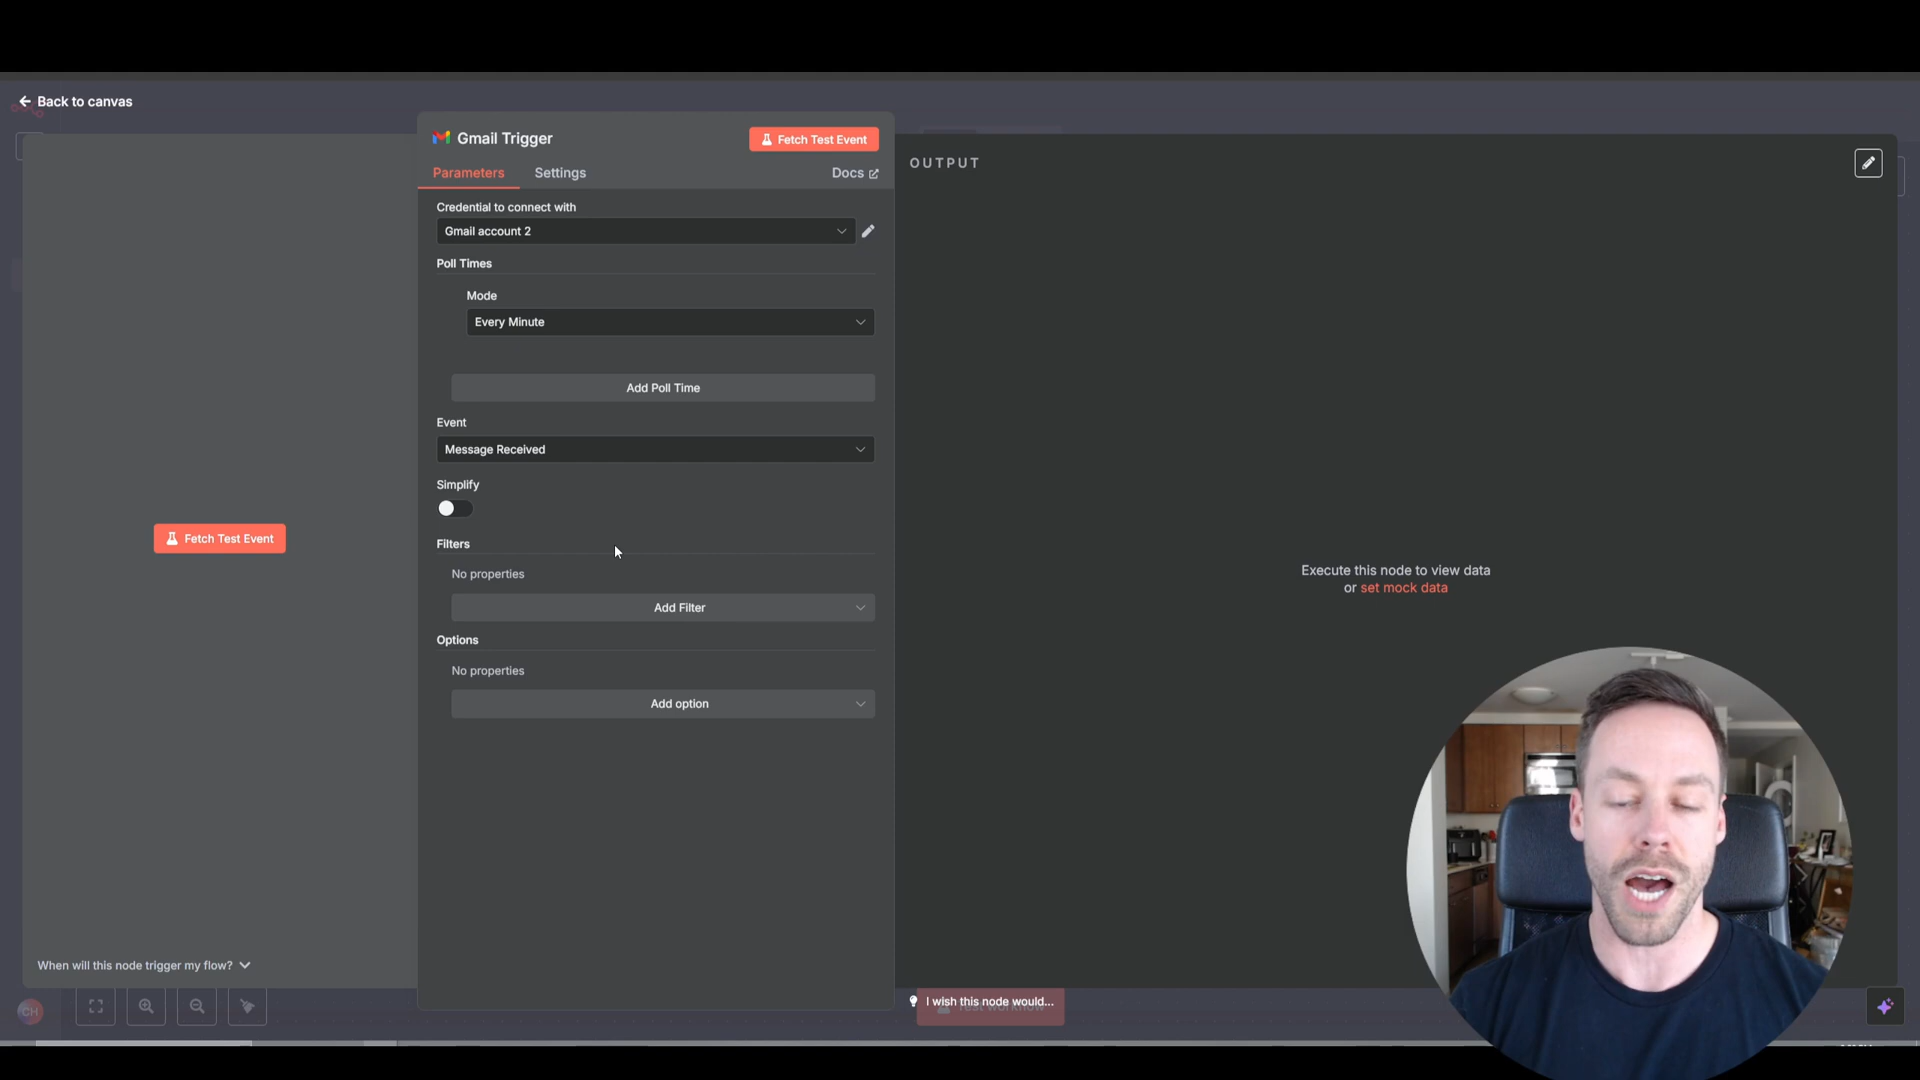 Back to canvas
Gmail Trigger
Fetch Test Event
Parameters
Settings
Docs
Credential to connect with
Gmail account 2
Poll Times
Mode
Every Minute
Add Poll Time
Event
Message Received
Simplify
Filters
No properties
Add Filter
Options
No properties
Add option
Fetch Test Event
When will this node trigger my flow?
OUTPUT
Execute this node to view data
or set mock data
I wish this node would...
Test workflow
CH